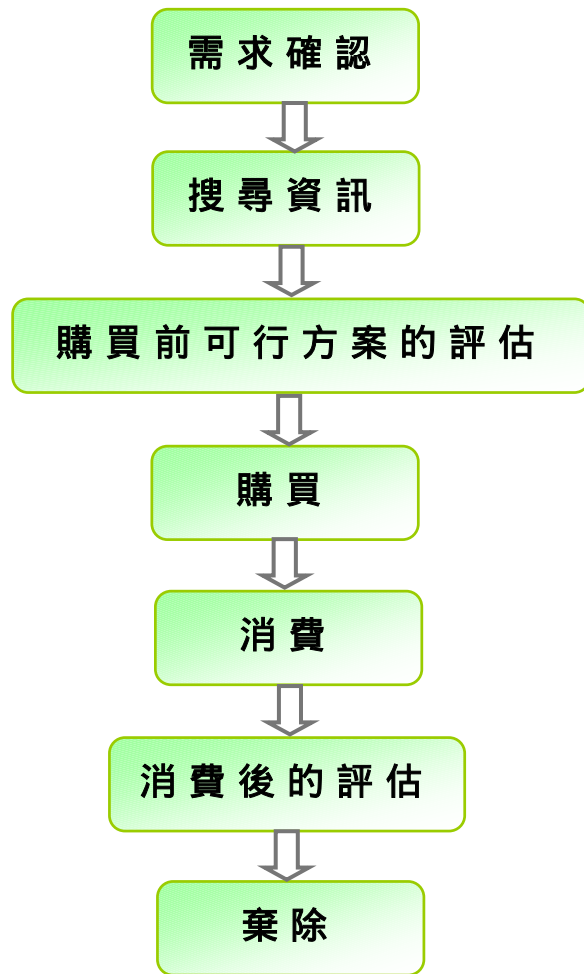 需求確認
搜尋資訊
購買前可行方案的評估
購買
消費
消費後的評估
棄除